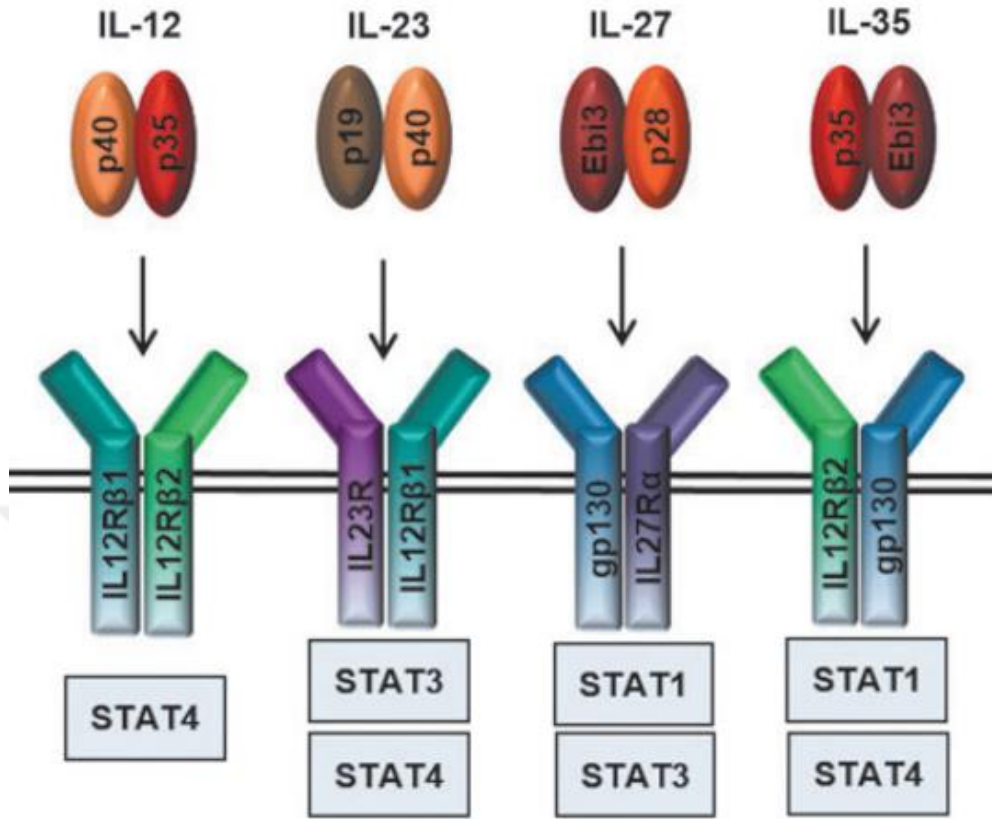 IL-12 IL-23 IL-27 IL-35
p40 p35 p19 p40 Ebi3 p28 p35 Ebi3
IL12Rβ1 IL12Rβ2 IL23R IL12Rβ1 gp130 IL27Rα IL12Rβ2 gp130
STAT3 STAT1 STAT1
STAT4
STAT4 STAT3 STAT4